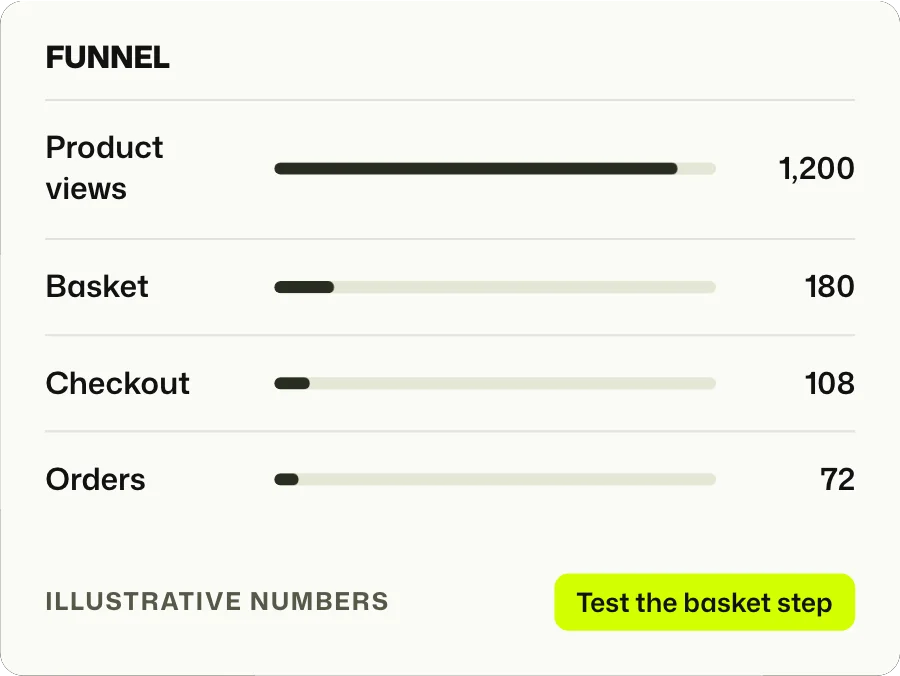 FUNNEL
Product
views
1,200
Basket
180
Checkout
108
Orders
72
ILLUSTRATIVE NUMBERS
Test the basket step